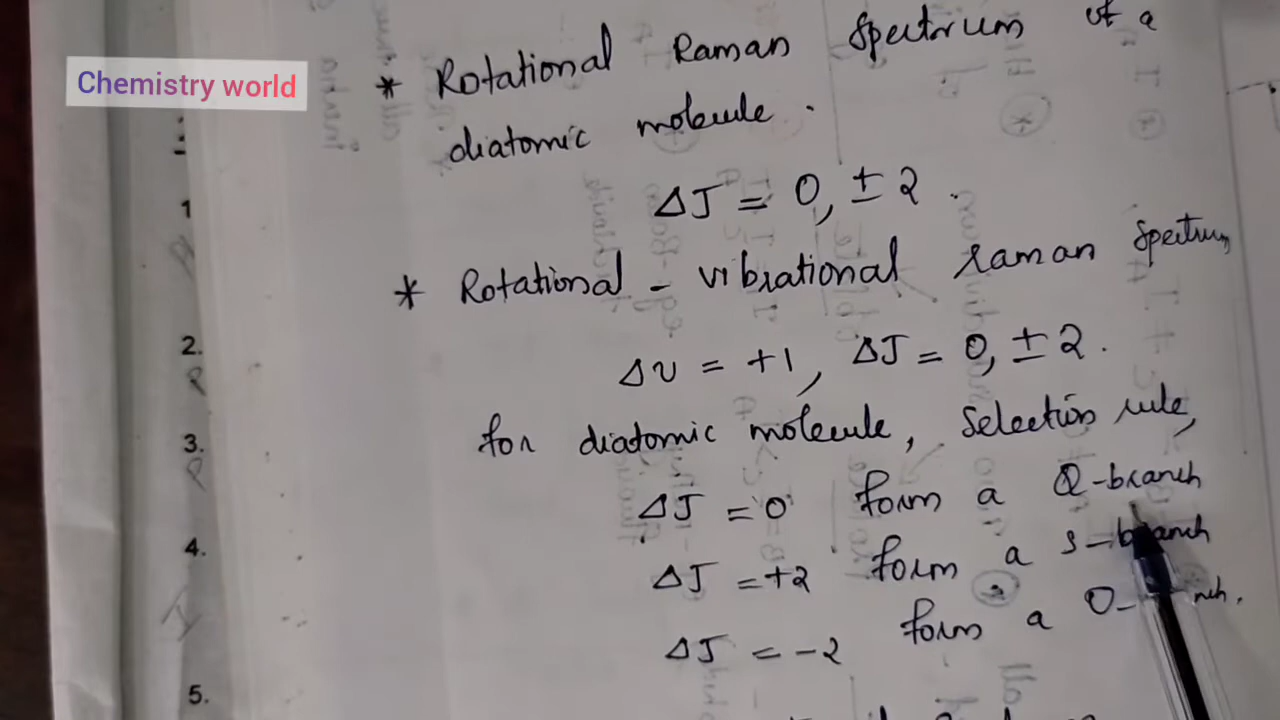 Chemistry world
* Rotational Raman Spectrum of a
diatomic molecule.
ΔJ = 0, ±2.
* Rotational - vibrational raman Spectrum
Δv = +1, ΔJ = 0, ±2.
for diatomic molecule, Selection rule,
ΔJ = 0 form a Q-branch
ΔJ = +2 form a S-branch
ΔJ = -2 form a O-
1
2.
3.
4.
5.